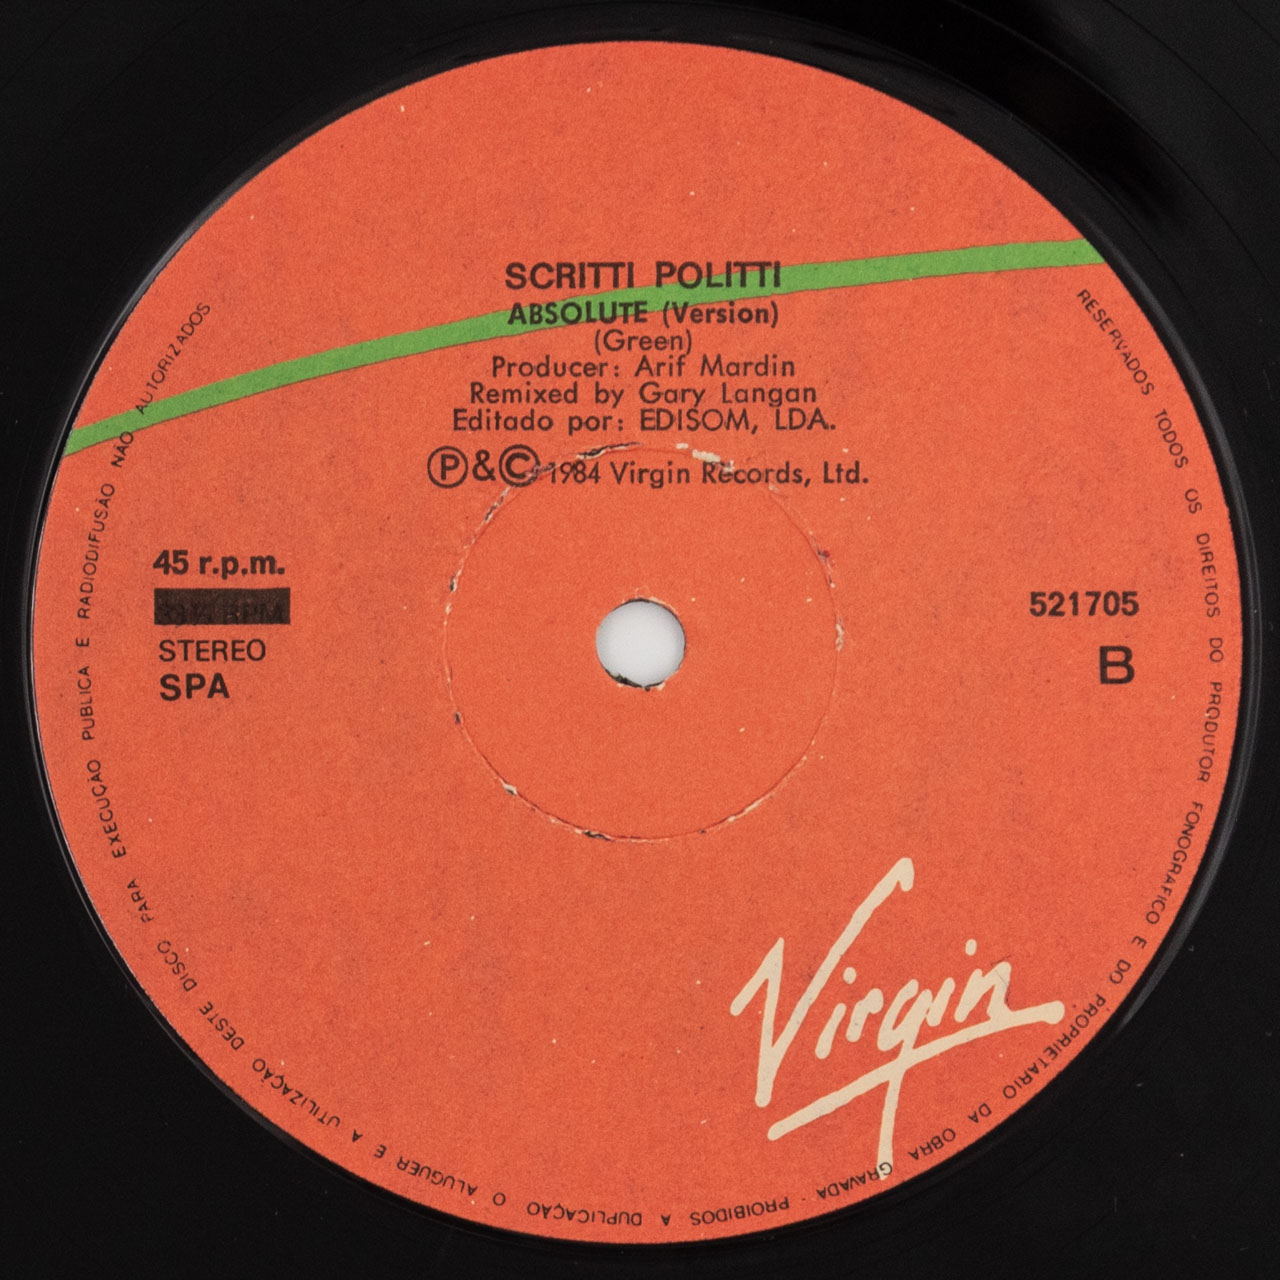 SCRITTI POLITTI
ABSOLUTE (Version)
(Green)
Producer: Arif Mardin
Remixed by Gary Langan
Editado por: EDISOM, LDA.
Ⓟ&© 1984 Virgin Records, Ltd.
45 r.p.m.
STEREO
SPA
521705
B
Virgin
RESERVADOS TODOS OS DIREITOS DO PRODUTOR FONOGRAFICO E DO PROPRIETARIO DA OBRA GRAVADA - PROIBIDOS A DUPLICAÇÃO O ALUGUER E A UTILIZAÇÃO DESTE DISCO PARA EXECUÇÃO PUBLICA E RADIODIFUSÃO NÃO AUTORIZADOS